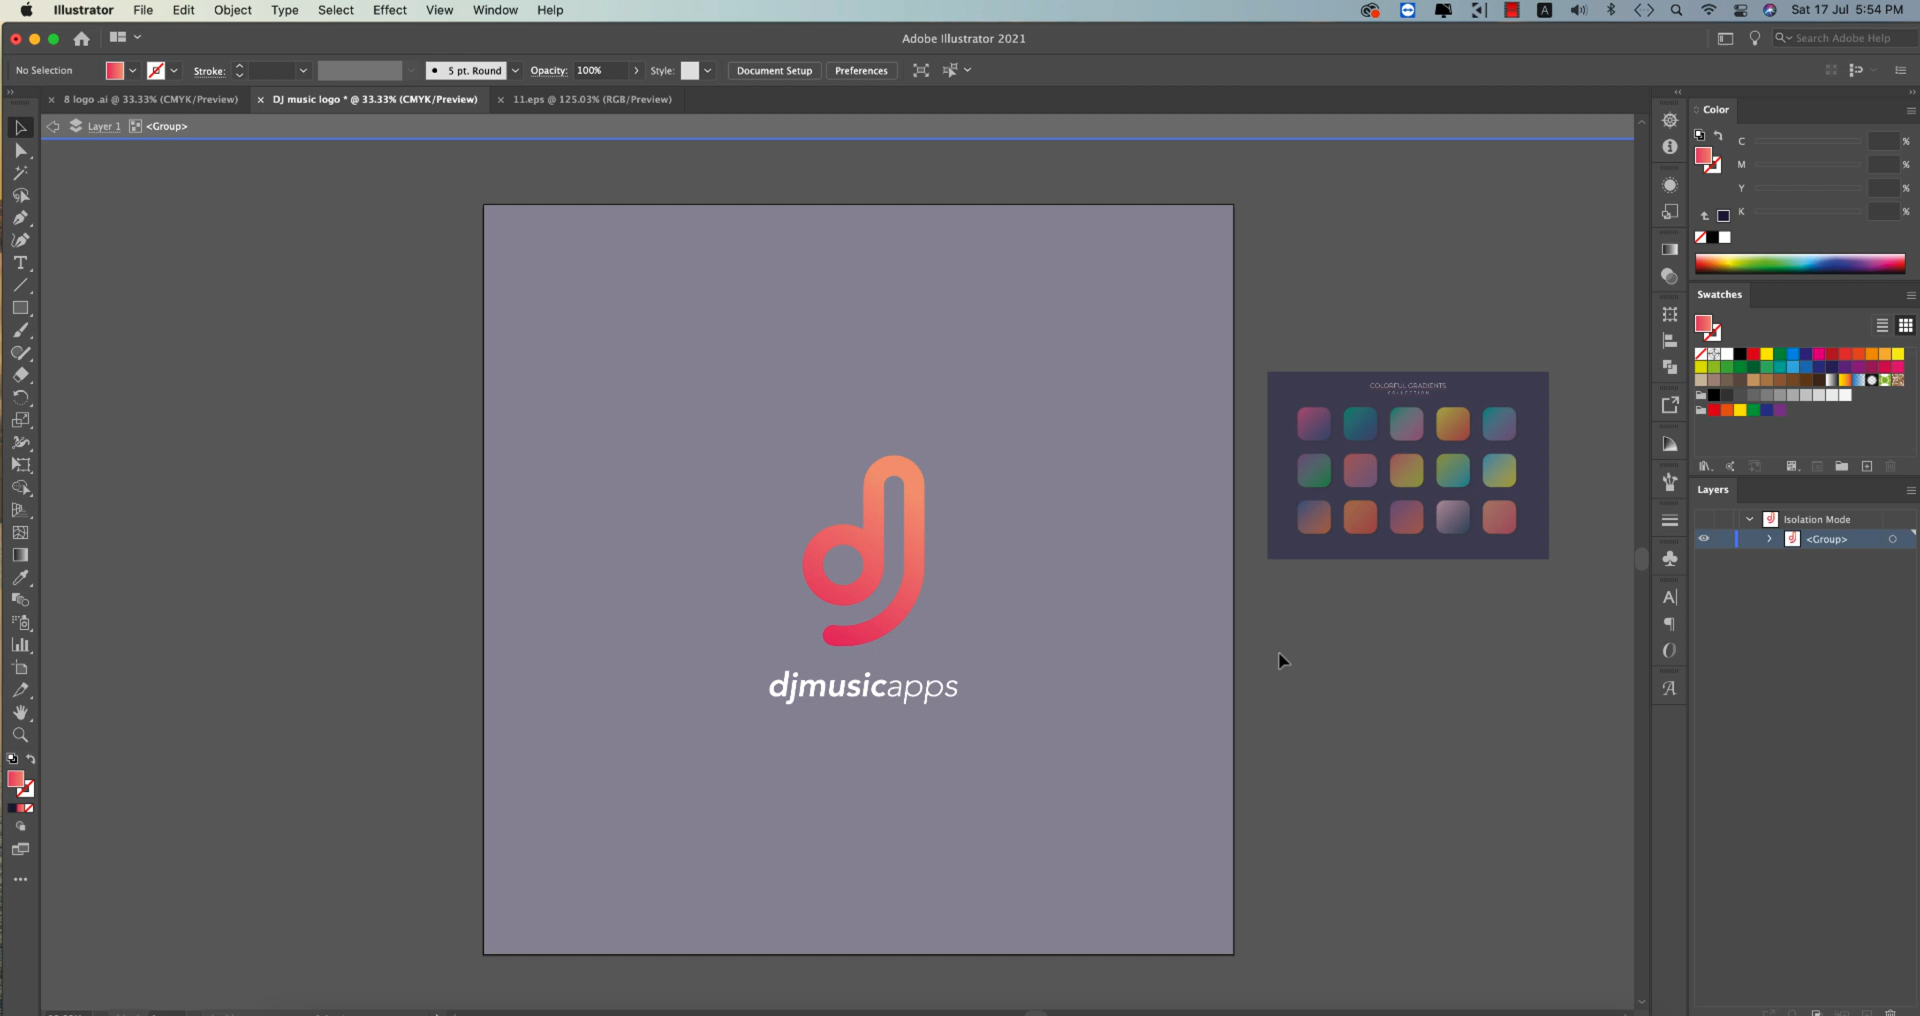 Illustrator File Edit Object Type Select Effect View Window Help
A Sat 17 Jul 5:54 PM
Adobe Illustrator 2021
Search Adobe Help
No Selection Stroke: 5 pt. Round Opacity: 100% Style: Document Setup Preferences
8 logo .ai @ 33.33% (CMYK/Preview) DJ music logo * @ 33.33% (CMYK/Preview) 11.eps @ 125.03% (RGB/Preview)
Layer 1 <Group>
Color
C %
M %
Y %
K %
Swatches
Layers
Isolation Mode
<Group>
COLORFUL GRADIENTS
COLLECTION
djmusicapps